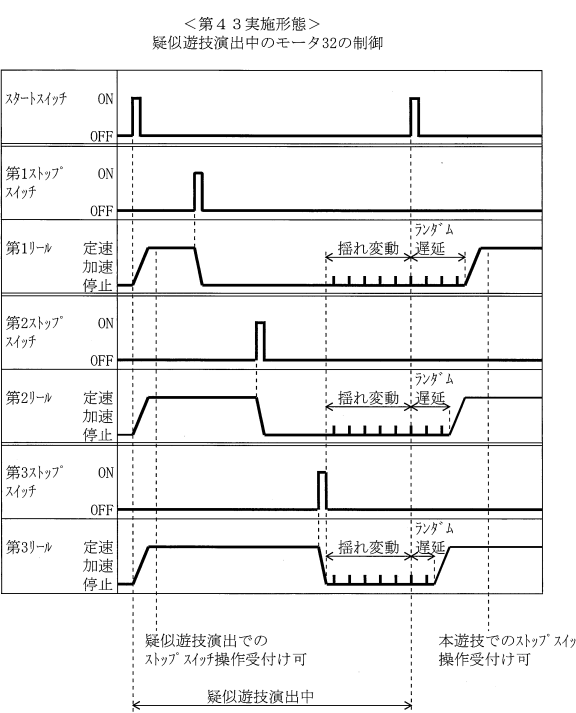 ＜第４３実施形態＞
疑似遊技演出中のモータ32の制御
ｽﾀｰﾄｽｲｯﾁ ON
OFF
第1ｽﾄｯﾌﾟ ON
ｽｲｯﾁ
OFF
ﾗﾝﾀﾞﾑ
第1ﾘｰﾙ 定速 揺れ変動 遅延
加速
停止
第2ｽﾄｯﾌﾟ ON
ｽｲｯﾁ
OFF
ﾗﾝﾀﾞﾑ
第2ﾘｰﾙ 定速 揺れ変動 遅延
加速
停止
第3ｽﾄｯﾌﾟ ON
ｽｲｯﾁ
OFF
ﾗﾝﾀﾞﾑ
第3ﾘｰﾙ 定速 揺れ変動 遅延
加速
停止
疑似遊技演出での
ｽﾄｯﾌﾟｽｲｯﾁ操作受付け可
本遊技でのｽﾄｯﾌﾟｽｲｯ
操作受付け可
疑似遊技演出中